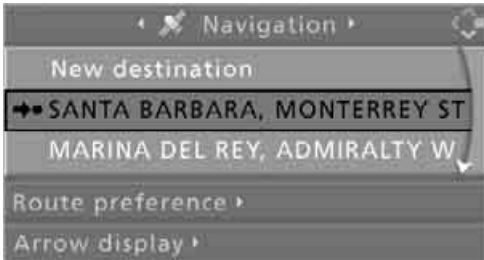 Navigation
New destination
SANTA BARBARA, MONTERREY ST
MARINA DEL REY, ADMIRALTY W
Route preference
Arrow display